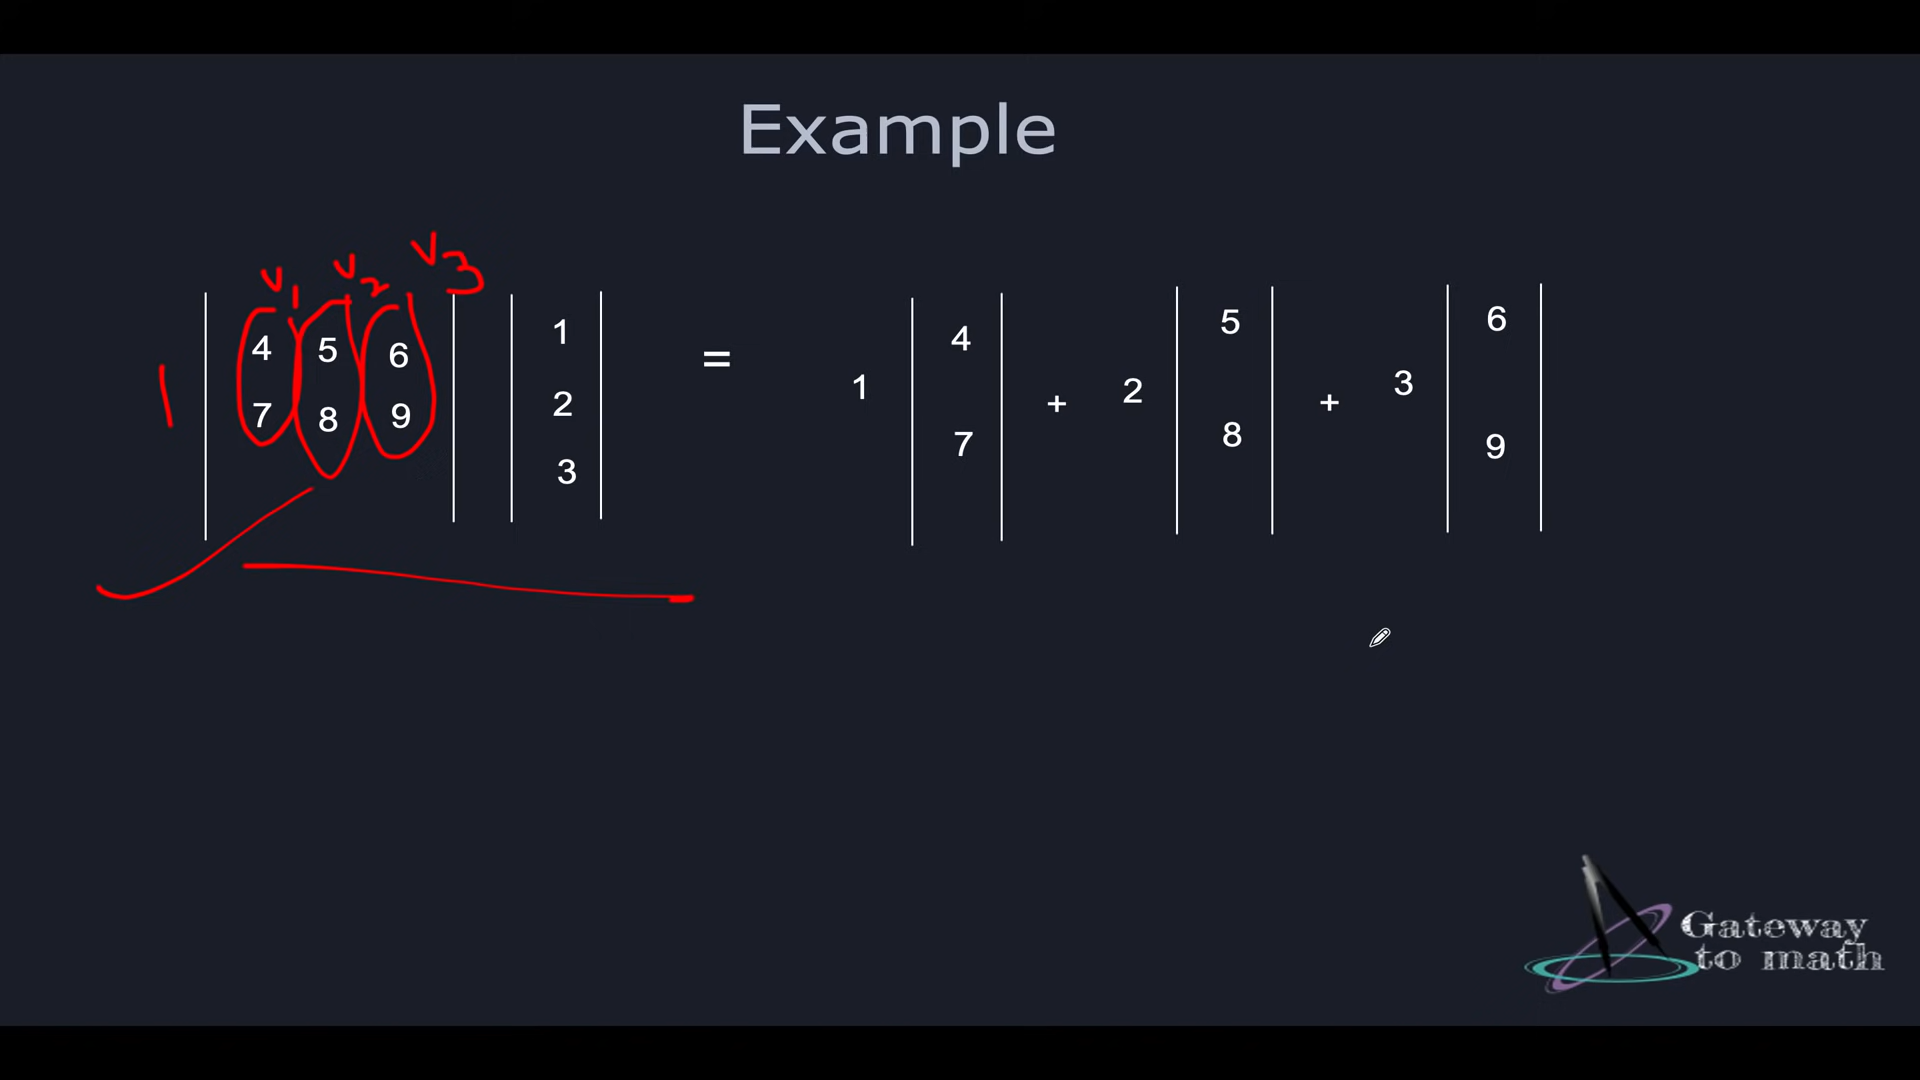 Example
v1 v2 v3
4 5 6 1 5 6
1 = 1 4 + 2 + 3
7 8 9 2 7 8 9
3
Gateway
to math